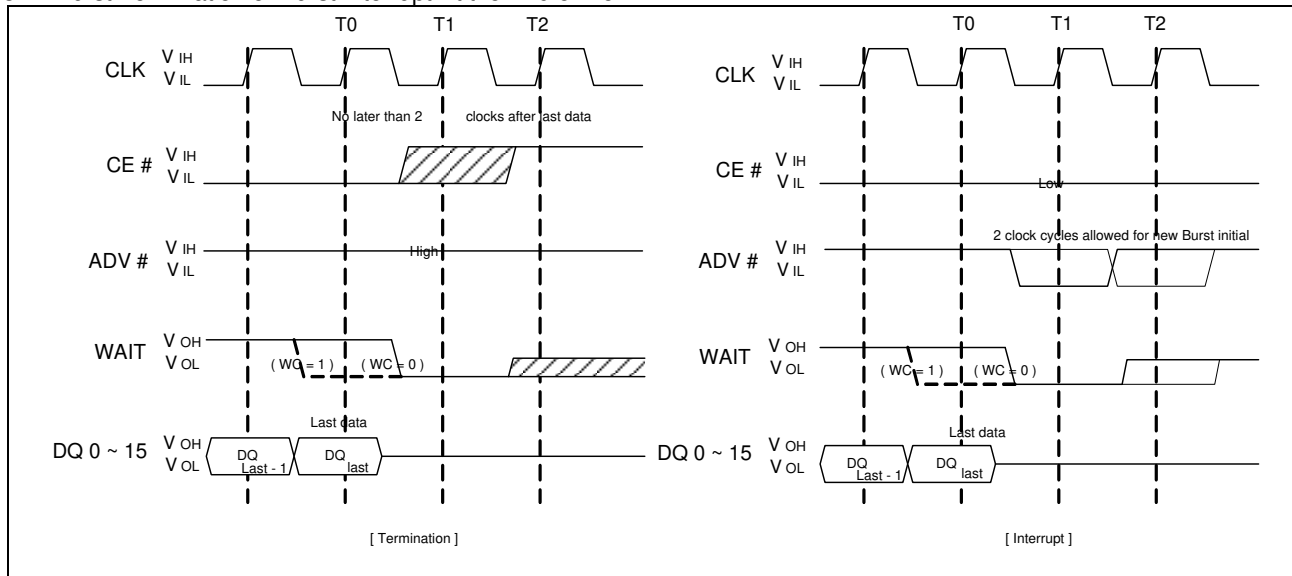 T0 T1 T2
CLK V IH
V IL
No later than 2 clocks after last data
CE # V IH
V IL
ADV # V IH
V IL
High
WAIT V OH
V OL
( WC = 1 ) ( WC = 0 )
Last data
DQ 0 ~ 15 V OH
V OL
DQ Last - 1
DQ last
[ Termination ]
T0 T1 T2
CLK V IH
V IL
CE # V IH
V IL
Low
2 clock cycles allowed for new Burst initial
ADV # V IH
V IL
WAIT V OH
V OL
( WC = 1 ) ( WC = 0 )
Last data
DQ 0 ~ 15 V OH
V OL
DQ Last - 1
DQ last
[ Interrupt ]